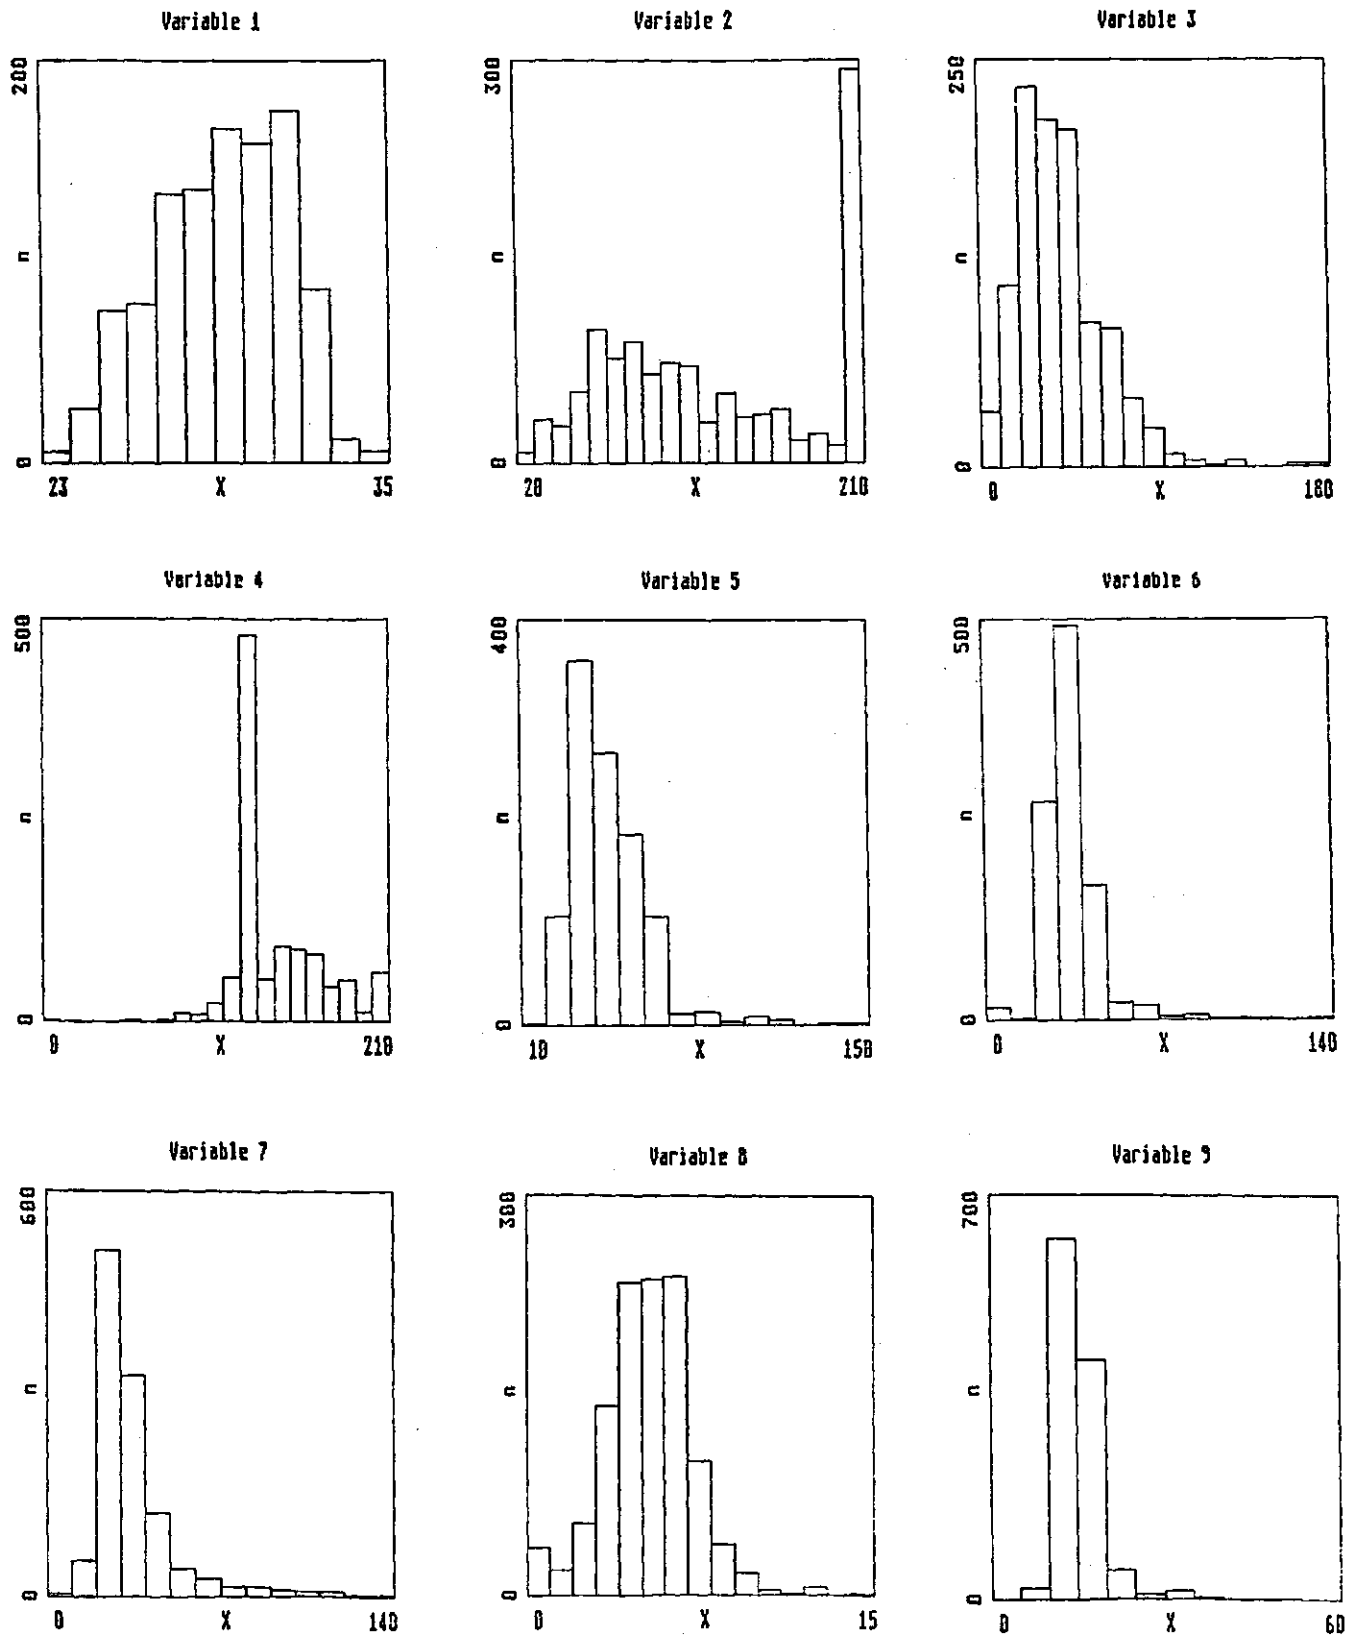 Variable 1
200
n
0
23 X 35
Variable 2
300
n
0
20 X 210
Variable 3
250
n
0
0 X 180
Variable 4
500
n
0
0 X 210
Variable 5
400
n
0
10 X 150
Variable 6
500
n
0
0 X 140
Variable 7
600
n
0
0 X 140
Variable 8
300
n
0
0 X 15
Variable 9
700
n
0
0 X 60